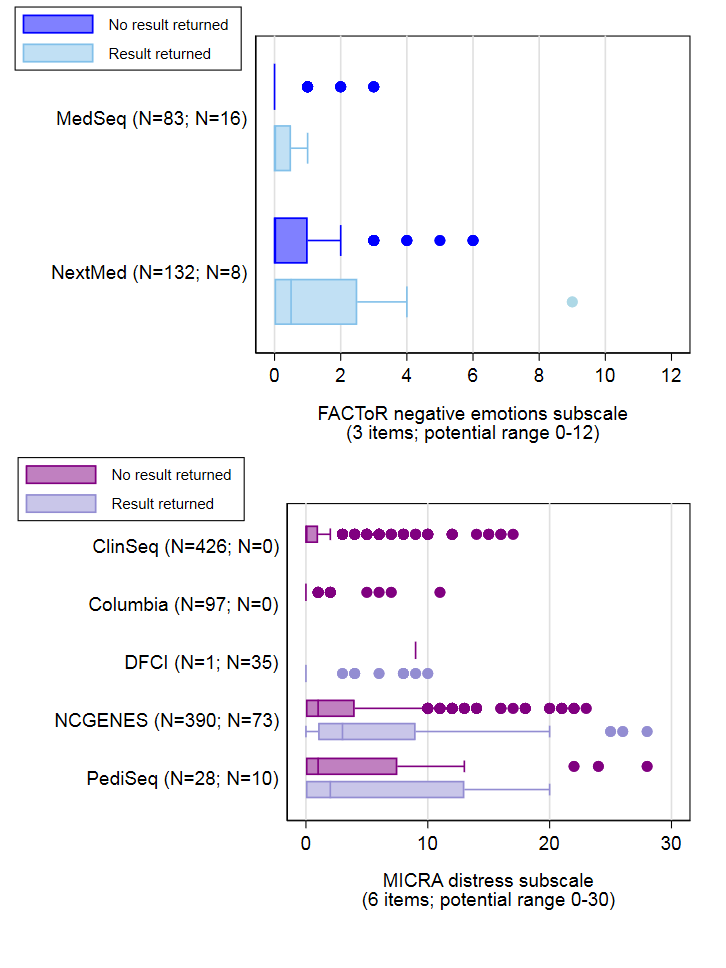 No result returned
Result returned
MedSeq (N=83; N=16)
NextMed (N=132; N=8)
0 2 4 6 8 10 12
FACToR negative emotions subscale
(3 items; potential range 0-12)
No result returned
Result returned
ClinSeq (N=426; N=0)
Columbia (N=97; N=0)
DFCI (N=1; N=35)
NCGENES (N=390; N=73)
PediSeq (N=28; N=10)
0 10 20 30
MICRA distress subscale
(6 items; potential range 0-30)